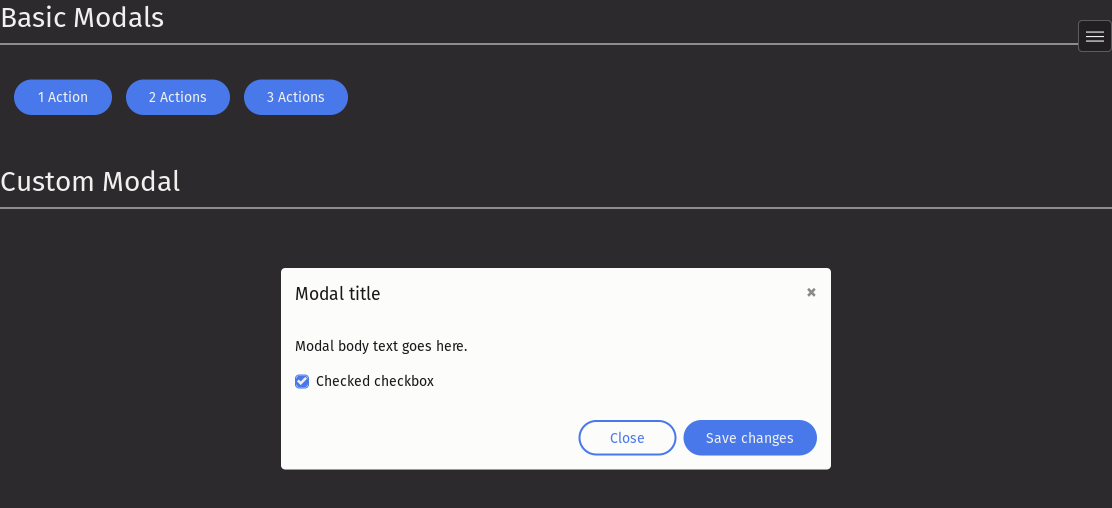 Basic Modals
1 Action
2 Actions
3 Actions
Custom Modal
Modal title
×
Modal body text goes here.
Checked checkbox
Close
Save changes